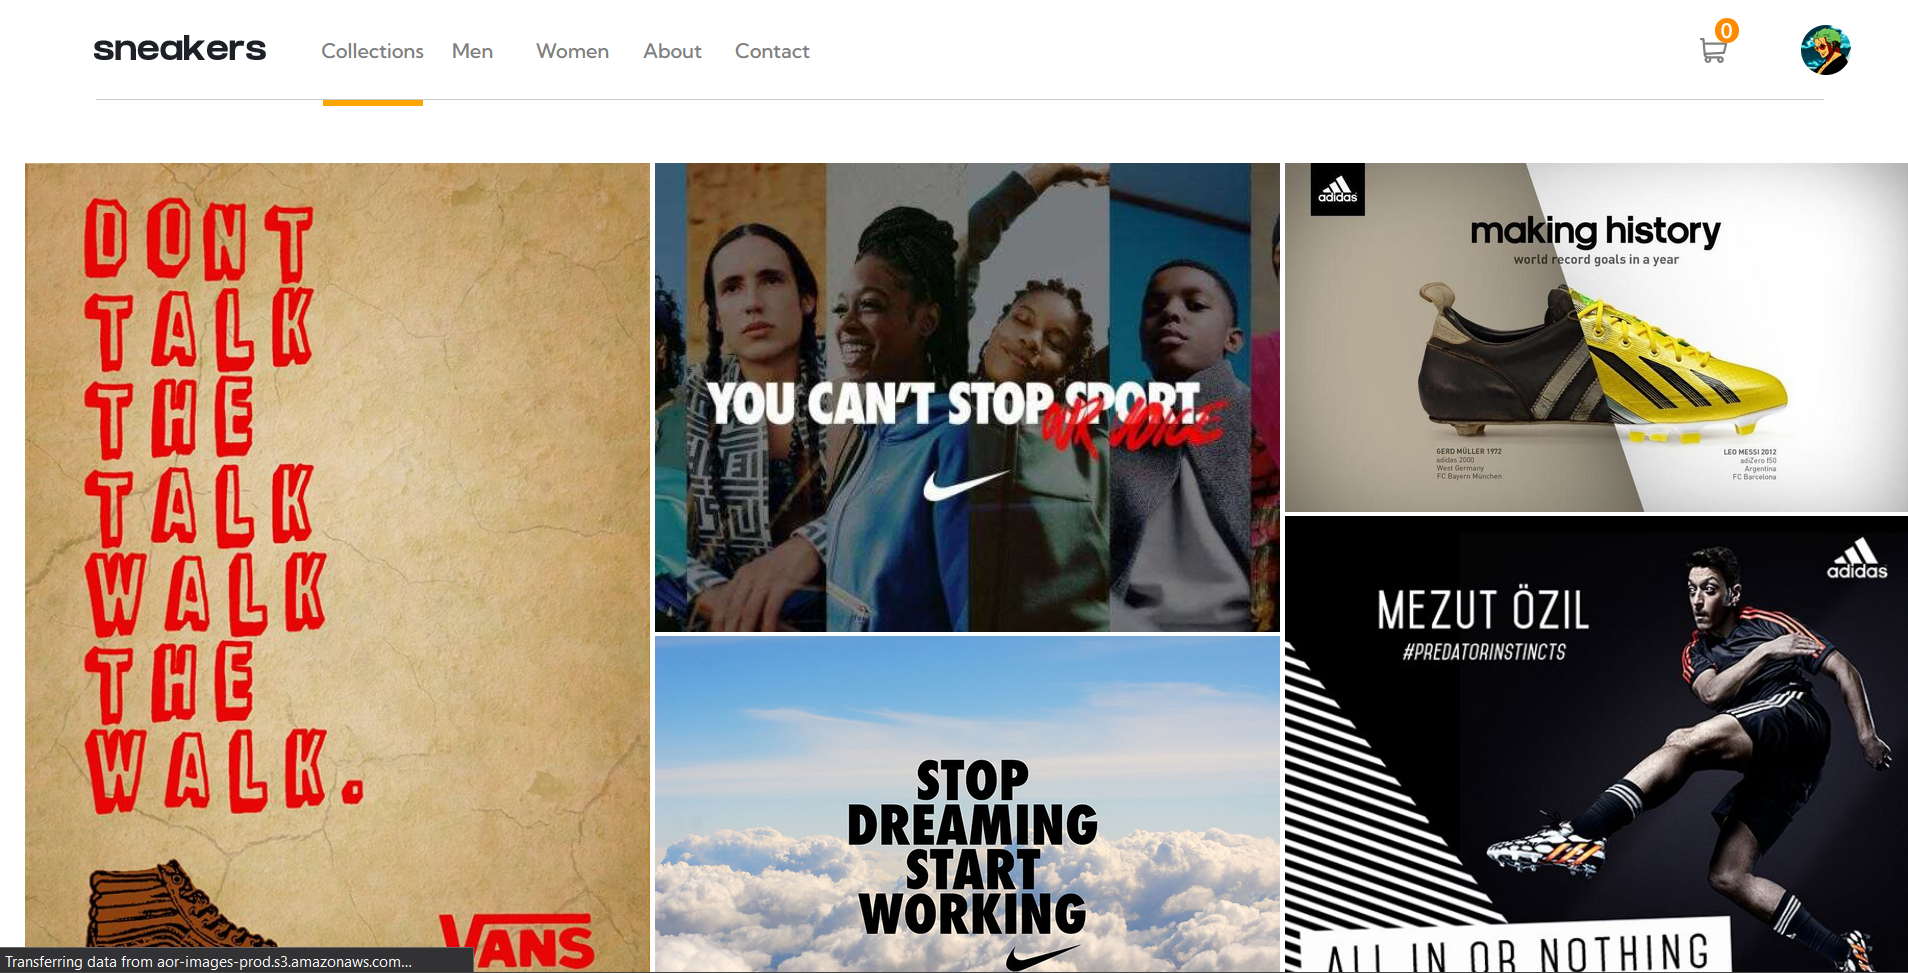 sneakers
Collections
Men
Women
About
Contact
0
DONT
TALK
THE
TALK
WALK
THE
WALK.
VANS
YOU CAN'T STOP SPORT
OUR VOICE
adidas
making history
world record goals in a year
GERD MÜLLER 1972
adidas 2000
West Germany
FC Bayern München
LEO MESSI 2012
adiZero f50
Argentina
FC Barcelona
STOP
DREAMING
START
WORKING
adidas
MEZUT ÖZIL
#PREDATORINSTINCTS
ALL IN OR NOTHING
Transferring data from aor-images-prod.s3.amazonaws.com...